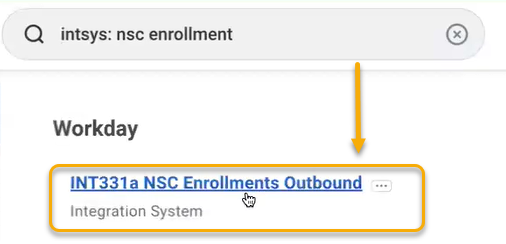 intsys: nsc enrollment
Workday
INT331a NSC Enrollments Outbound
Integration System